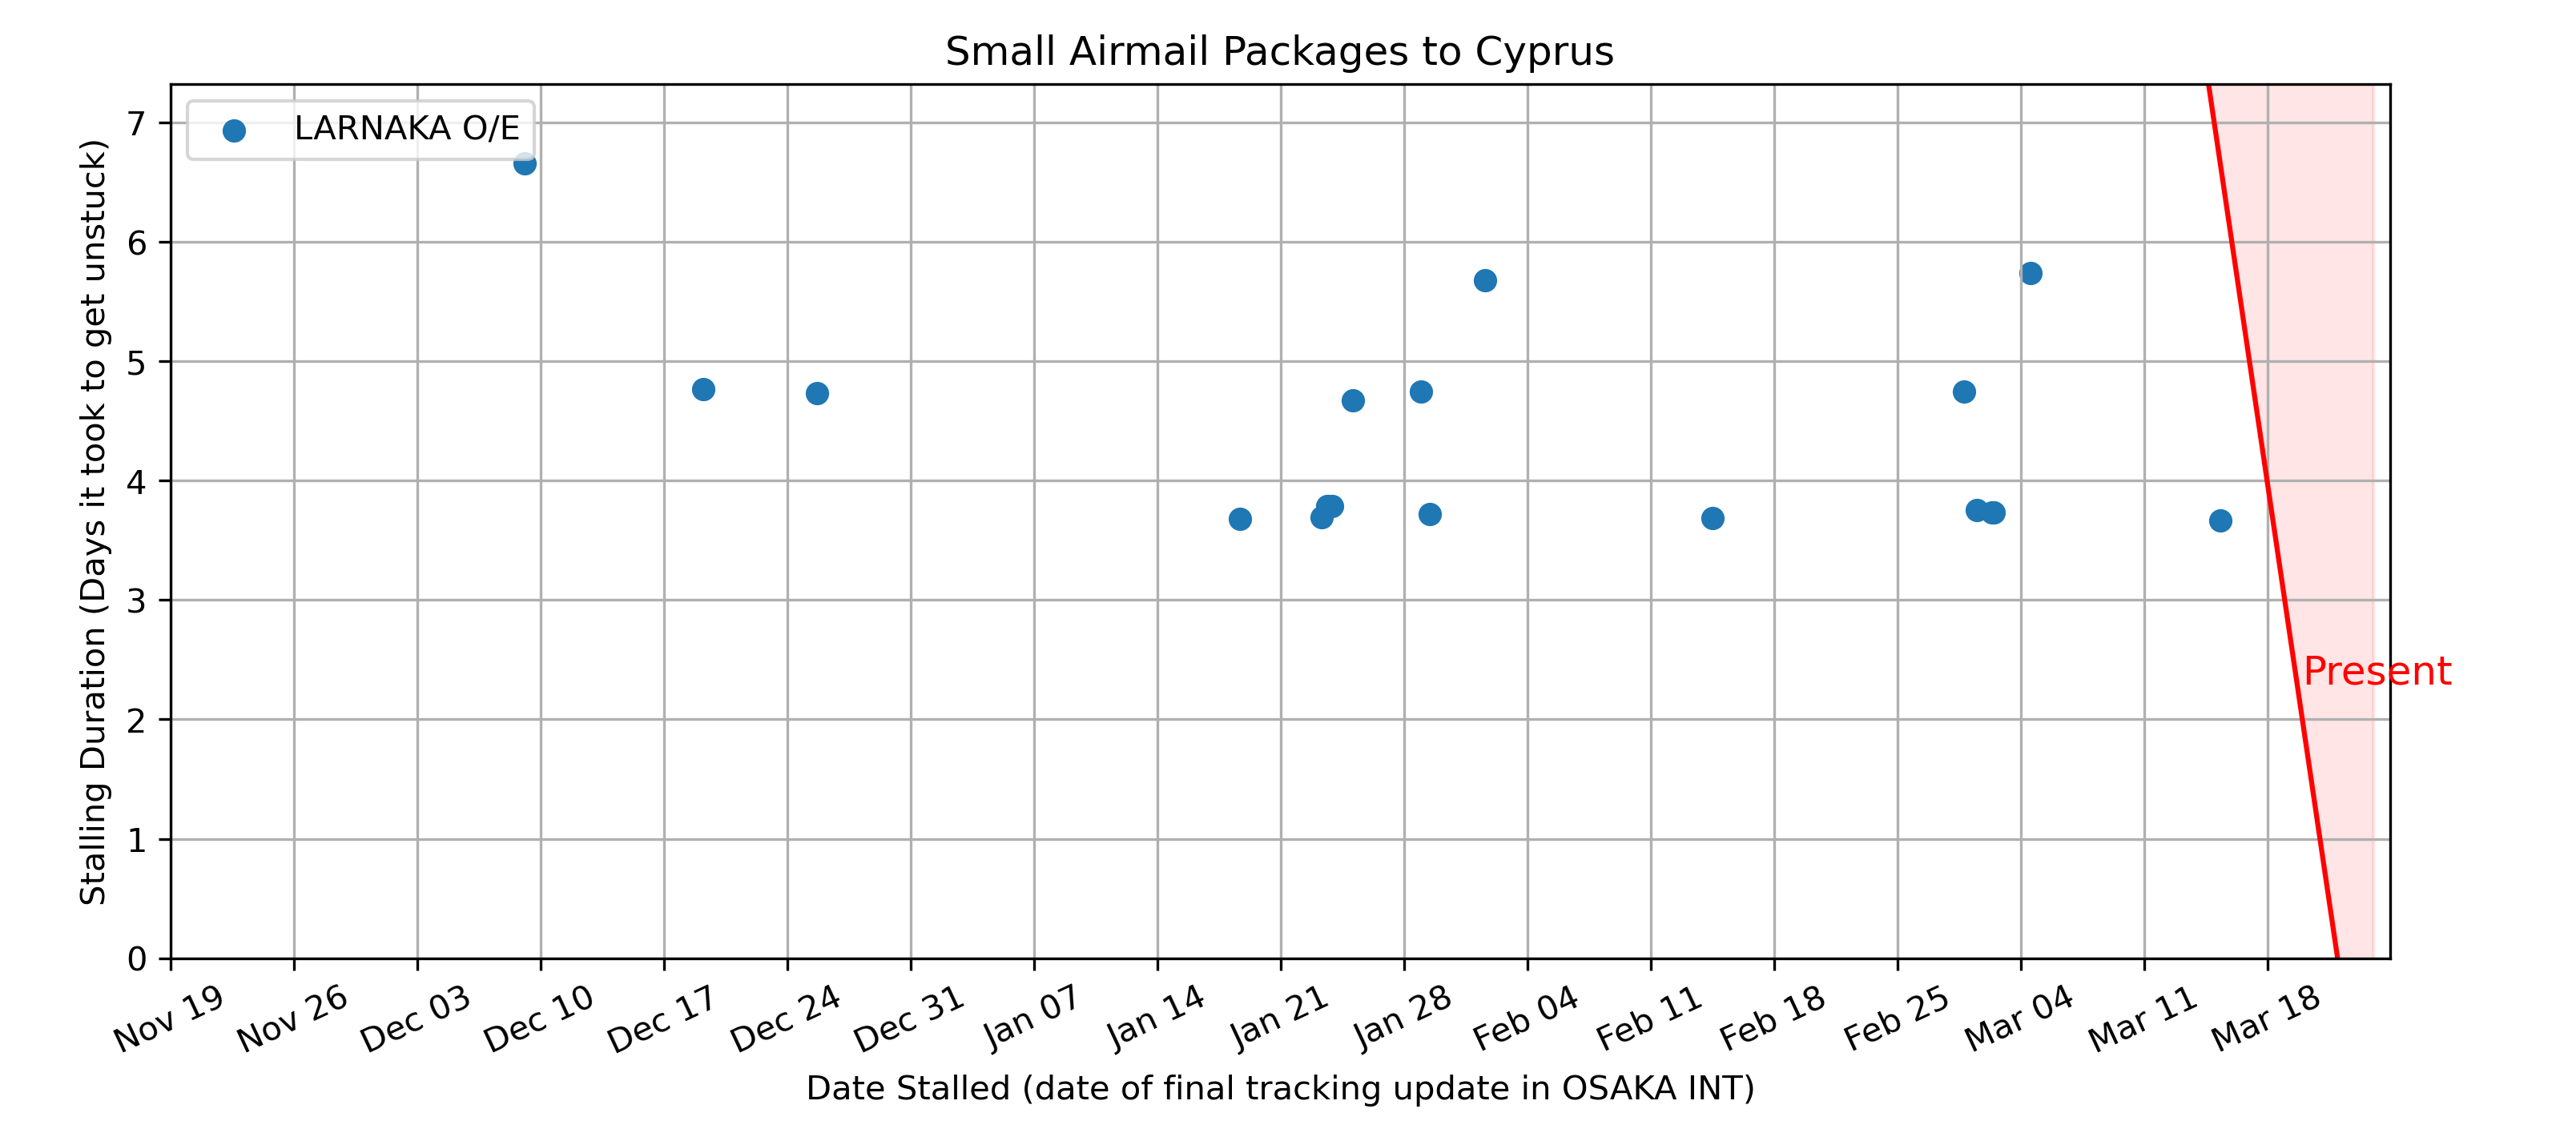 Small Airmail Packages to Cyprus
LARNAKA O/E
Stalling Duration (Days it took to get unstuck)
7
6
5
4
3
2
1
0
Present
Nov 19
Nov 26
Dec 03
Dec 10
Dec 17
Dec 24
Dec 31
Jan 07
Jan 14
Jan 21
Jan 28
Feb 04
Feb 11
Feb 18
Feb 25
Mar 04
Mar 11
Mar 18
Date Stalled (date of final tracking update in OSAKA INT)